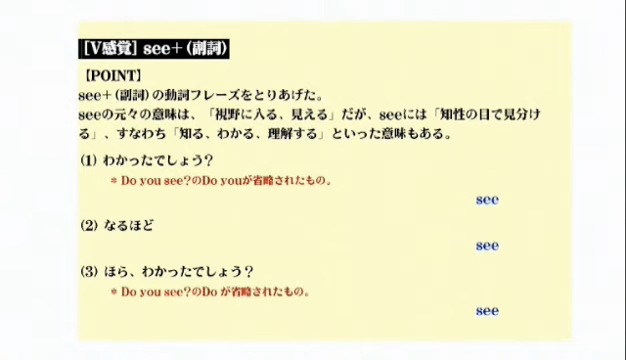 [V感覚] see+(副詞)
【POINT】
see+(副詞)の動詞フレーズをとりあげた。
seeの元々の意味は、「視野に入る、見える」だが、seeには「知性の目で見分け
る」、すなわち「知る、わかる、理解する」といった意味もある。
(1) わかったでしょう?
* Do you see?のDo youが省略されたもの。
see
(2) なるほど
see
(3) ほら、わかったでしょう?
* Do you see?のDo が省略されたもの。
see